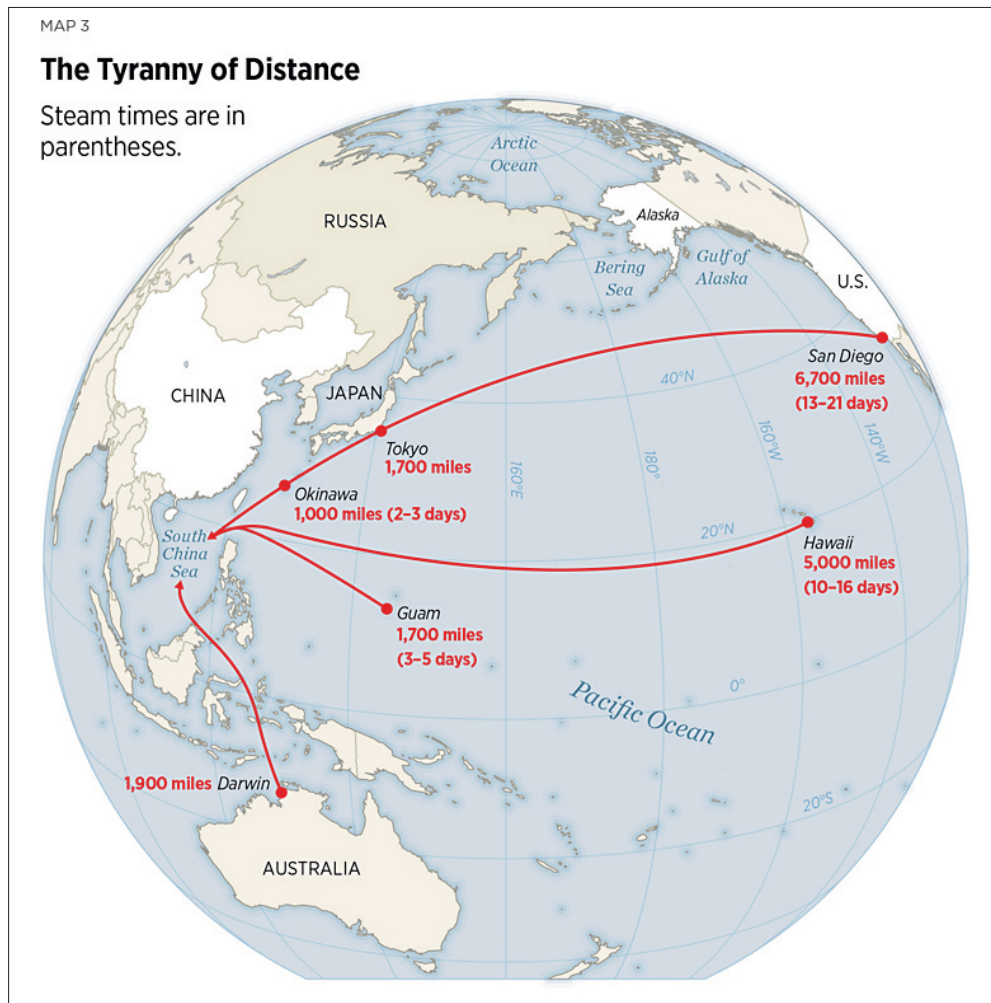 MAP 3
The Tyranny of Distance
Steam times are in
parentheses.
Arctic
Ocean
RUSSIA
Alaska
Bering
Sea
Gulf of
Alaska
U.S.
San Diego
6,700 miles
(13–21 days)
CHINA
JAPAN
40°N
Tokyo
1,700 miles
160°E
180°
160°W
140°W
Okinawa
1,000 miles (2–3 days)
South
China
Sea
20°N
Hawaii
5,000 miles
(10–16 days)
Guam
1,700 miles
(3–5 days)
Pacific Ocean
0°
1,900 miles Darwin
20°S
AUSTRALIA